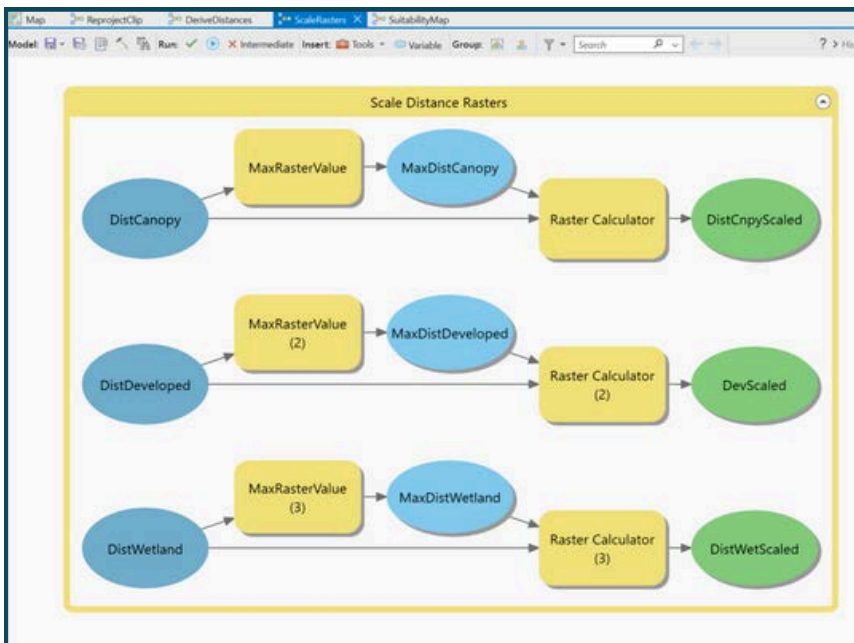 Map ReprojectClip DeriveDistances ScaleRasters SuitabilityMap
Model: Run: Intermediate Insert: Tools Variable Group: Search ? > Hi
Scale Distance Rasters
MaxRasterValue
MaxDistCanopy
DistCanopy
Raster Calculator
DistCnpyScaled
MaxRasterValue
(2)
MaxDistDeveloped
DistDeveloped
Raster Calculator
(2)
DevScaled
MaxRasterValue
(3)
MaxDistWetland
DistWetland
Raster Calculator
(3)
DistWetScaled